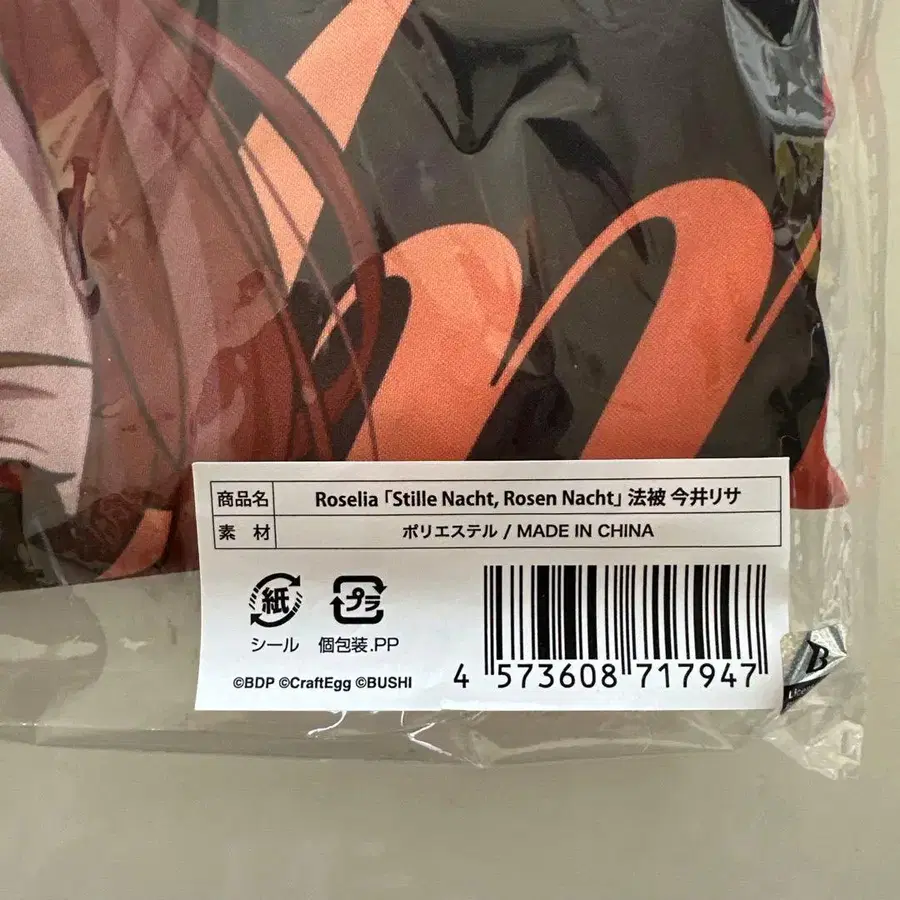 商品名 Roselia「Stille Nacht, Rosen Nacht」法被 今井リサ
素 材 ポリエステル / MADE IN CHINA
紙 プラ
シール 個包装.PP
©BDP ©CraftEgg ©BUSHI
4 573608 717947
B